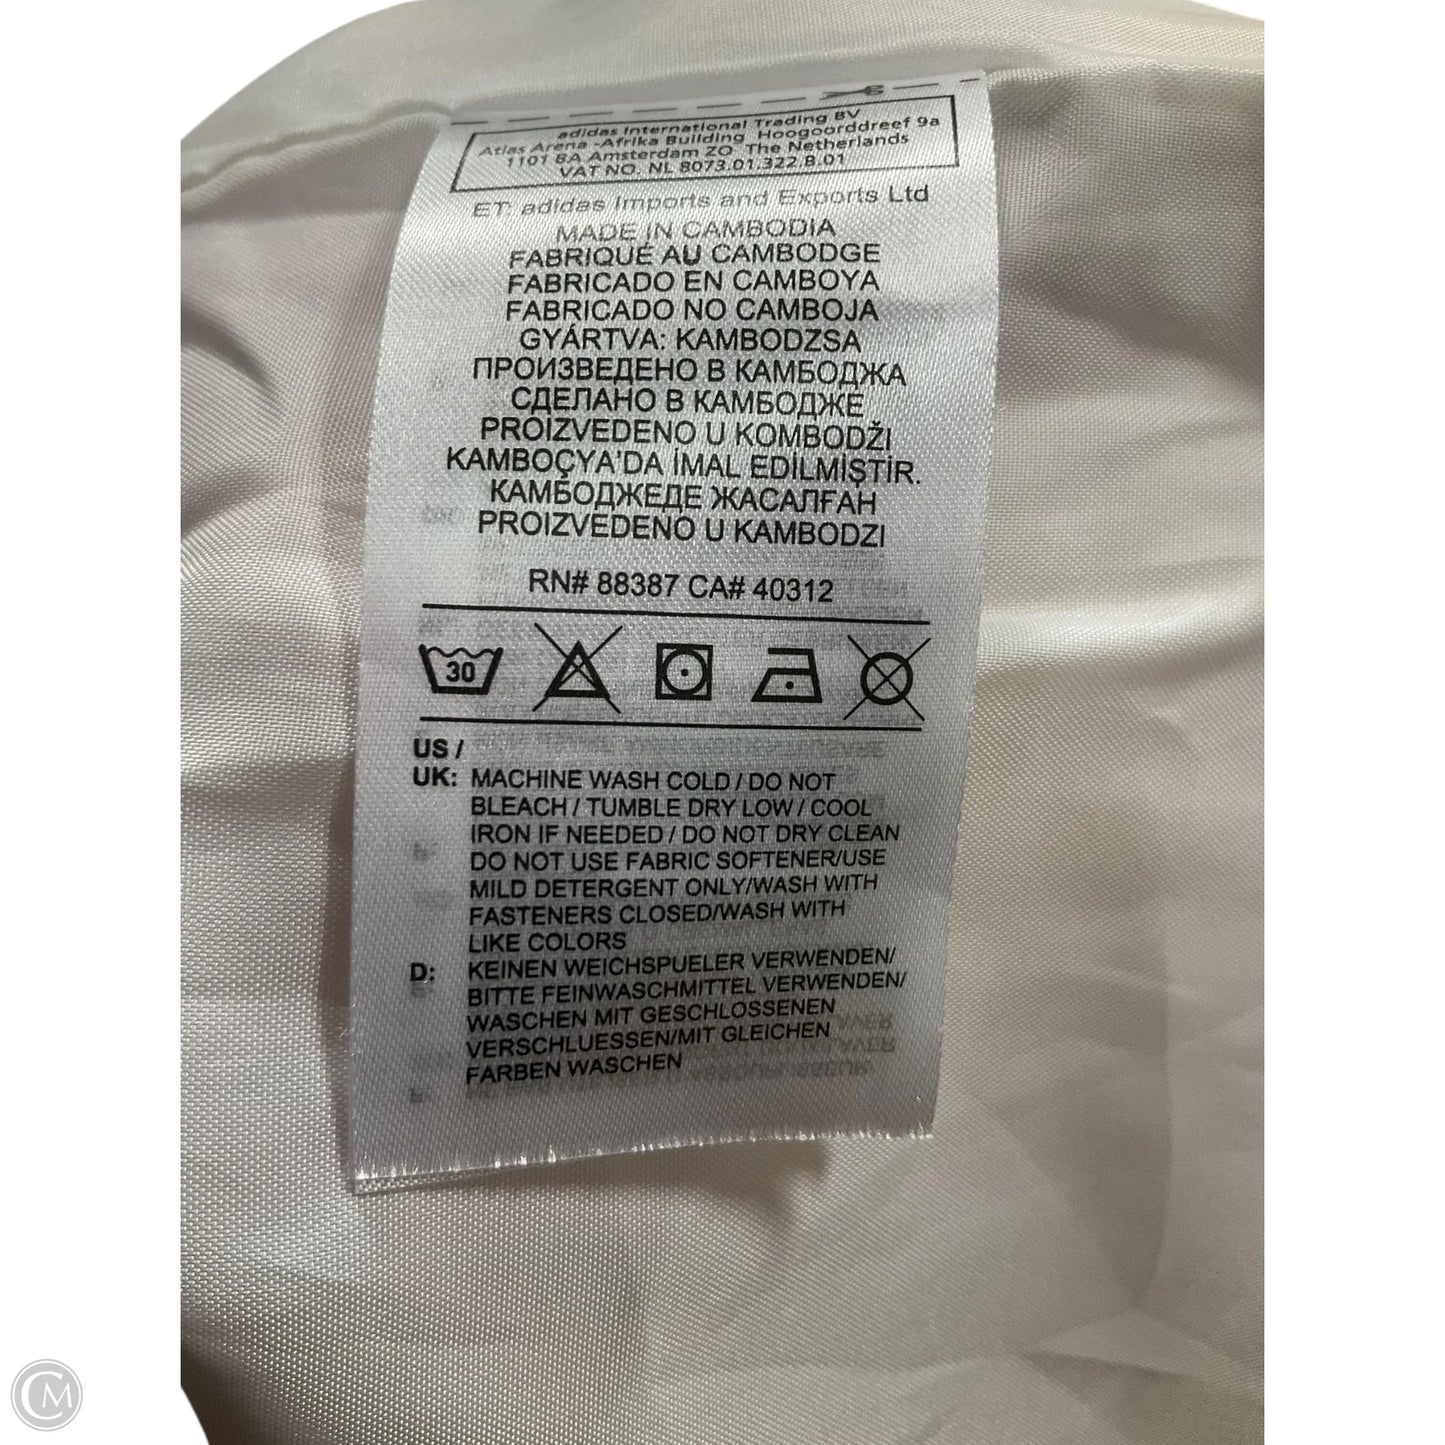 adidas International Trading BV
Atlas Arena -Afrika Building Hoogoorddreef 9a
1101 BA Amsterdam ZO The Netherlands
VAT NO. NL 8073.01.322.B.01
ET: adidas Imports and Exports Ltd
MADE IN CAMBODIA
FABRIQUÉ AU CAMBODGE
FABRICADO EN CAMBOYA
FABRICADO NO CAMBOJA
GYÁRTVA: KAMBODZSA
ПРОИЗВЕДЕНО В КАМБОДЖА
СДЕЛАНО В КАМБОДЖЕ
PROIZVEDENO U KOMBODŽI
KAMBOÇYA'DA İMAL EDİLMİŞTİR.
КАМБОДЖЕДЕ ЖАСАЛҒАН
PROIZVEDENO U KAMBODZI
RN# 88387 CA# 40312
30
US /
UK: MACHINE WASH COLD / DO NOT
BLEACH / TUMBLE DRY LOW / COOL
IRON IF NEEDED / DO NOT DRY CLEAN
DO NOT USE FABRIC SOFTENER/USE
MILD DETERGENT ONLY/WASH WITH
FASTENERS CLOSED/WASH WITH
LIKE COLORS
D: KEINEN WEICHSPUELER VERWENDEN/
BITTE FEINWASCHMITTEL VERWENDEN/
WASCHEN MIT GESCHLOSSENEN
VERSCHLUESSEN/MIT GLEICHEN
FARBEN WASCHEN
CM